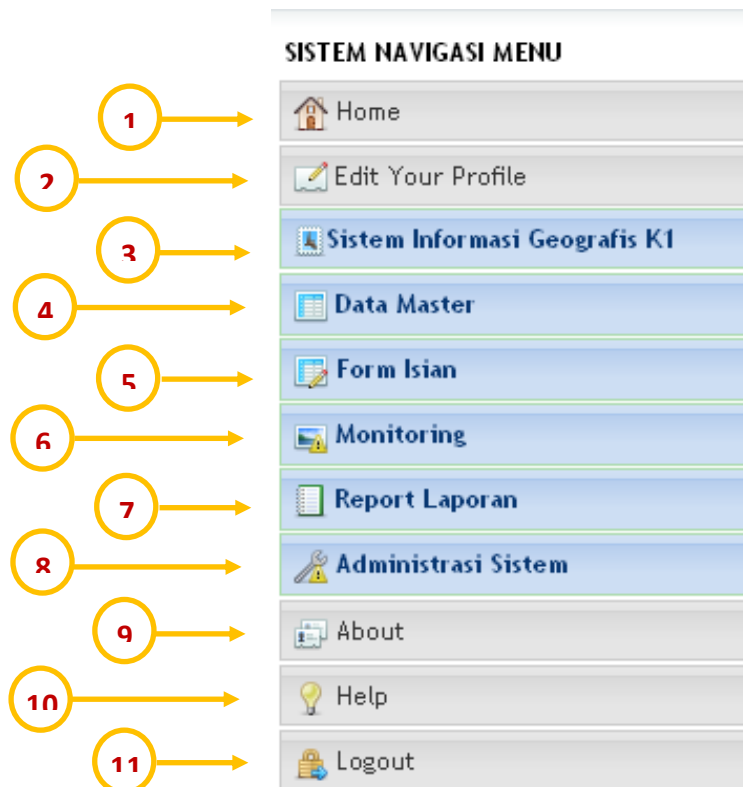 SISTEM NAVIGASI MENU
1 Home
2 Edit Your Profile
3 Sistem Informasi Geografis K1
4 Data Master
5 Form Isian
6 Monitoring
7 Report Laporan
8 Administrasi Sistem
9 About
10 Help
11 Logout